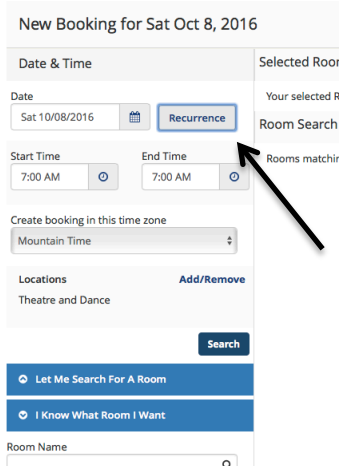 New Booking for Sat Oct 8, 2016
Date & Time
Selected
Date
Your selected
Sat 10/08/2016
Recurrence
Room Search
Start Time
End Time
Rooms
7:00 AM
7:00 AM
Create booking in this time zone
Mountain Time
Locations
Add/Remove
Theatre and Dance
Search
Let Me Search For A Room
I Know What Room I Want
Room Name